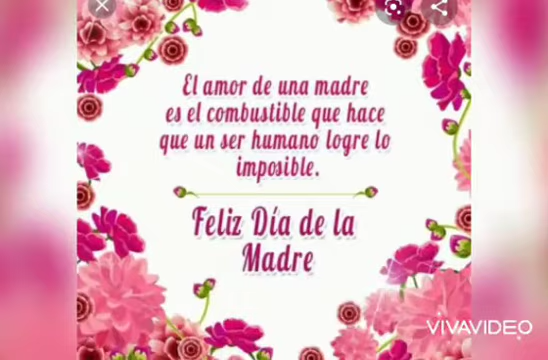 El amor de una madre
es el combustible que hace
que un ser humano logre lo
imposible.
Feliz Día de la
Madre
VIVAVIDEO